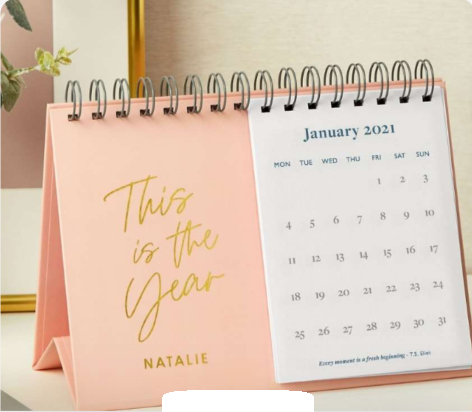 This
is the
Year
NATALIE
January 2021
MON TUE WED THU FRI SAT SUN
1 2 3
4 5 6 7 8 9 10
11 12 13 14 15 16 17
18 19 20 21 22 23 24
25 26 27 28 29 30 31
Every moment is a fresh beginning - T.S. Eliot